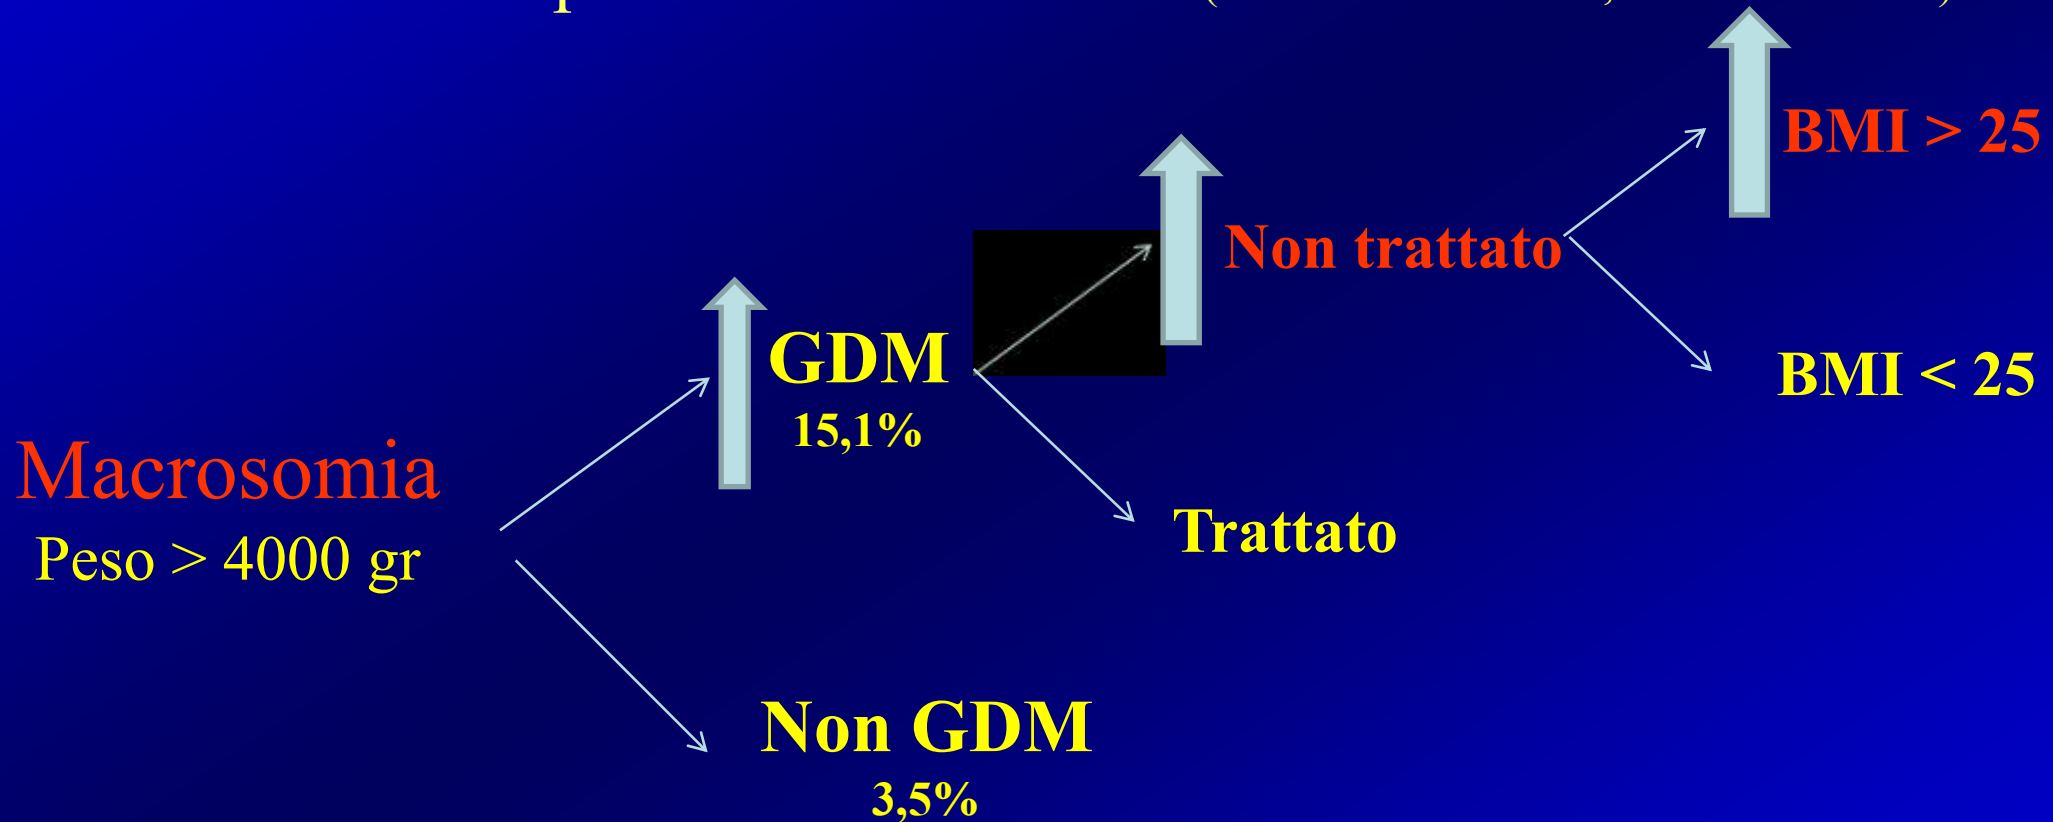 BMI > 25
Non trattato
GDM
15,1%
BMI < 25
Macrosomia
Peso > 4000 gr
Trattato
Non GDM
3,5%